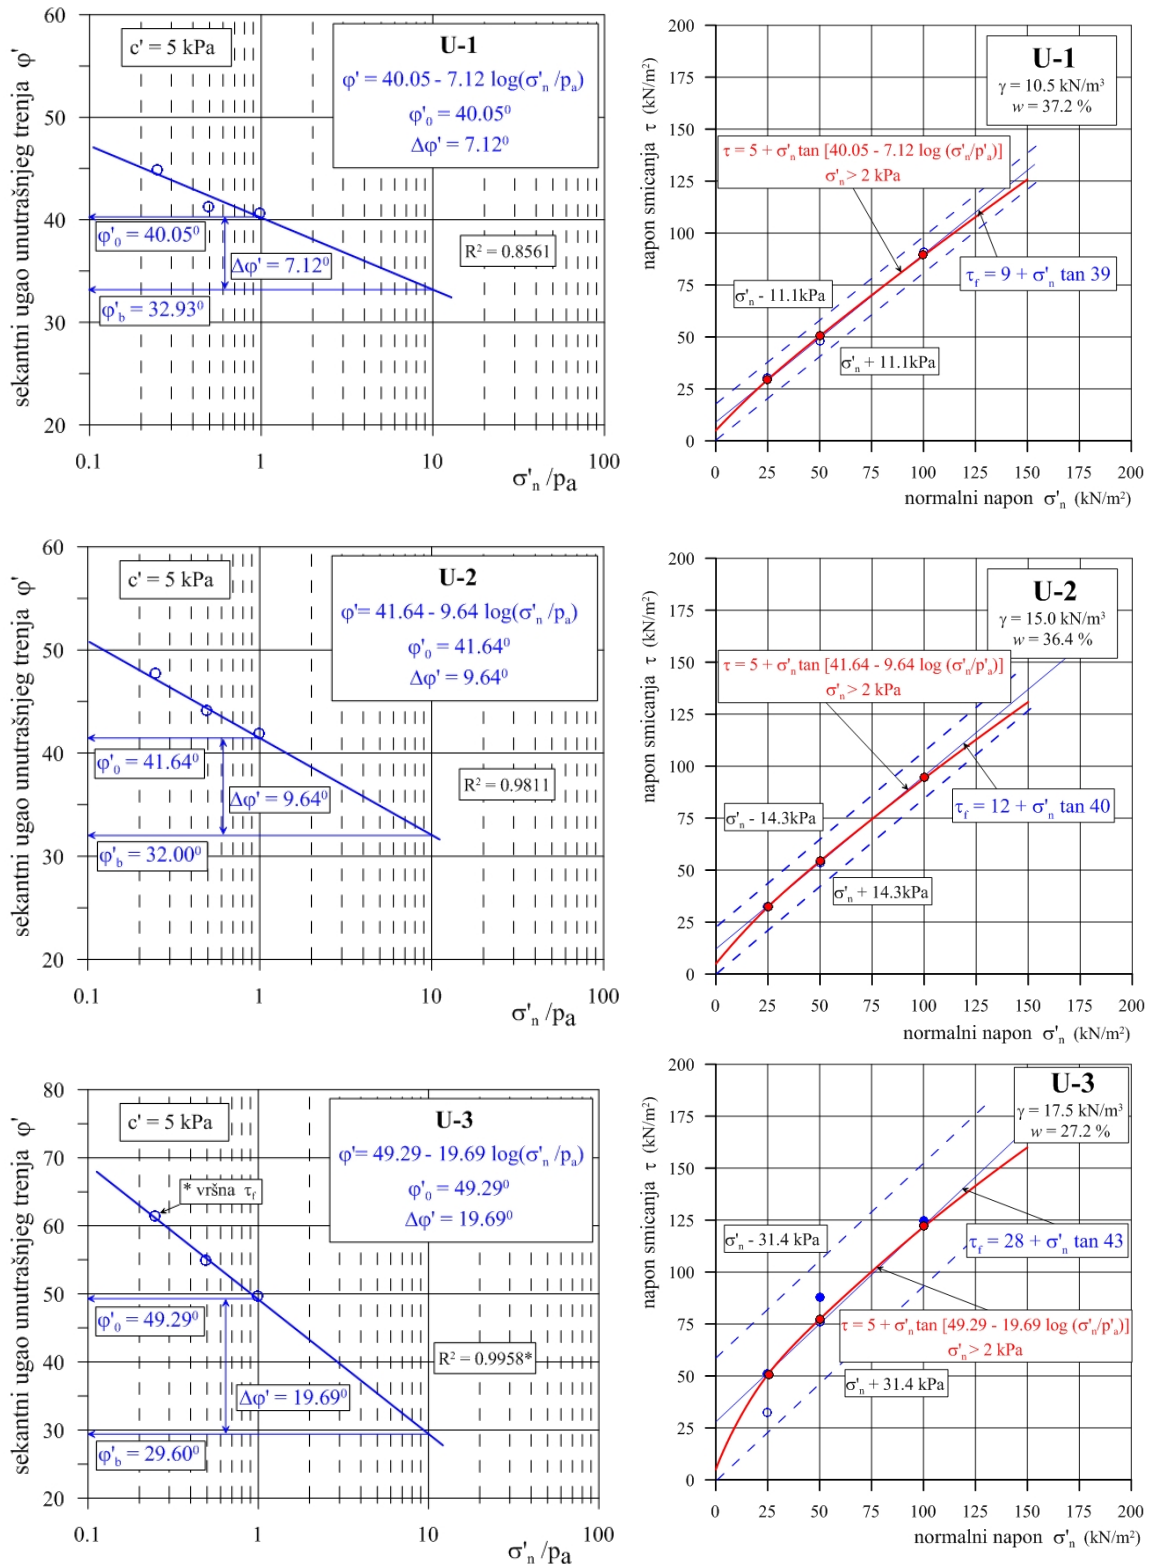 60
50
40
30
20
sekantni ugao unutrašnjeg trenja φ'
c' = 5 kPa
U-1
φ' = 40.05 - 7.12 log(σ'n /pa)
φ'0 = 40.05⁰
Δφ' = 7.12⁰
φ'0 = 40.05⁰
Δφ' = 7.12⁰
φ'b = 32.93⁰
R² = 0.8561
0.1 1 10 100
σ'n /pa
200
175
150
125
100
75
50
25
0
napon smicanja τ (kN/m²)
U-1
γ = 10.5 kN/m³
w = 37.2 %
τ = 5 + σ'n tan [40.05 - 7.12 log (σ'n/p'a)]
σ'n > 2 kPa
τf = 9 + σ'n tan 39
σ'n - 11.1kPa
σ'n + 11.1kPa
0 25 50 75 100 125 150 175 200
normalni napon σ'n (kN/m²)
60
50
40
30
20
sekantni ugao unutrašnjeg trenja φ'
c' = 5 kPa
U-2
φ'= 41.64 - 9.64 log(σ'n /pa)
φ'0 = 41.64⁰
Δφ' = 9.64⁰
φ'0 = 41.64⁰
Δφ' = 9.64⁰
φ'b = 32.00⁰
R² = 0.9811
0.1 1 10 100
σ'n /pa
200
175
150
125
100
75
50
25
0
napon smicanja τ (kN/m²)
U-2
γ = 15.0 kN/m³
w = 36.4 %
τ = 5 + σ'n tan [41.64 - 9.64 log (σ'n/p'a)]
σ'n > 2 kPa
τf = 12 + σ'n tan 40
σ'n - 14.3kPa
σ'n + 14.3kPa
0 25 50 75 100 125 150 175 200
normalni napon σ'n (kN/m²)
80
70
60
50
40
30
20
sekantni ugao unutrašnjeg trenja φ'
c' = 5 kPa
U-3
φ'= 49.29 - 19.69 log(σ'n /pa)
φ'0 = 49.29⁰
Δφ' = 19.69⁰
* vršna τf
φ'0 = 49.29⁰
R² = 0.9958*
Δφ' = 19.69⁰
φ'b = 29.60⁰
0.1 1 10 100
σ'n /pa
200
175
150
125
100
75
50
25
0
napon smicanja τ (kN/m²)
U-3
γ = 17.5 kN/m³
w = 27.2 %
σ'n - 31.4 kPa
τf = 28 + σ'n tan 43
τ = 5 + σ'n tan [49.29 - 19.69 log (σ'n/p'a)]
σ'n > 2 kPa
σ'n + 31.4 kPa
0 25 50 75 100 125 150 175 200
normalni napon σ'n (kN/m²)